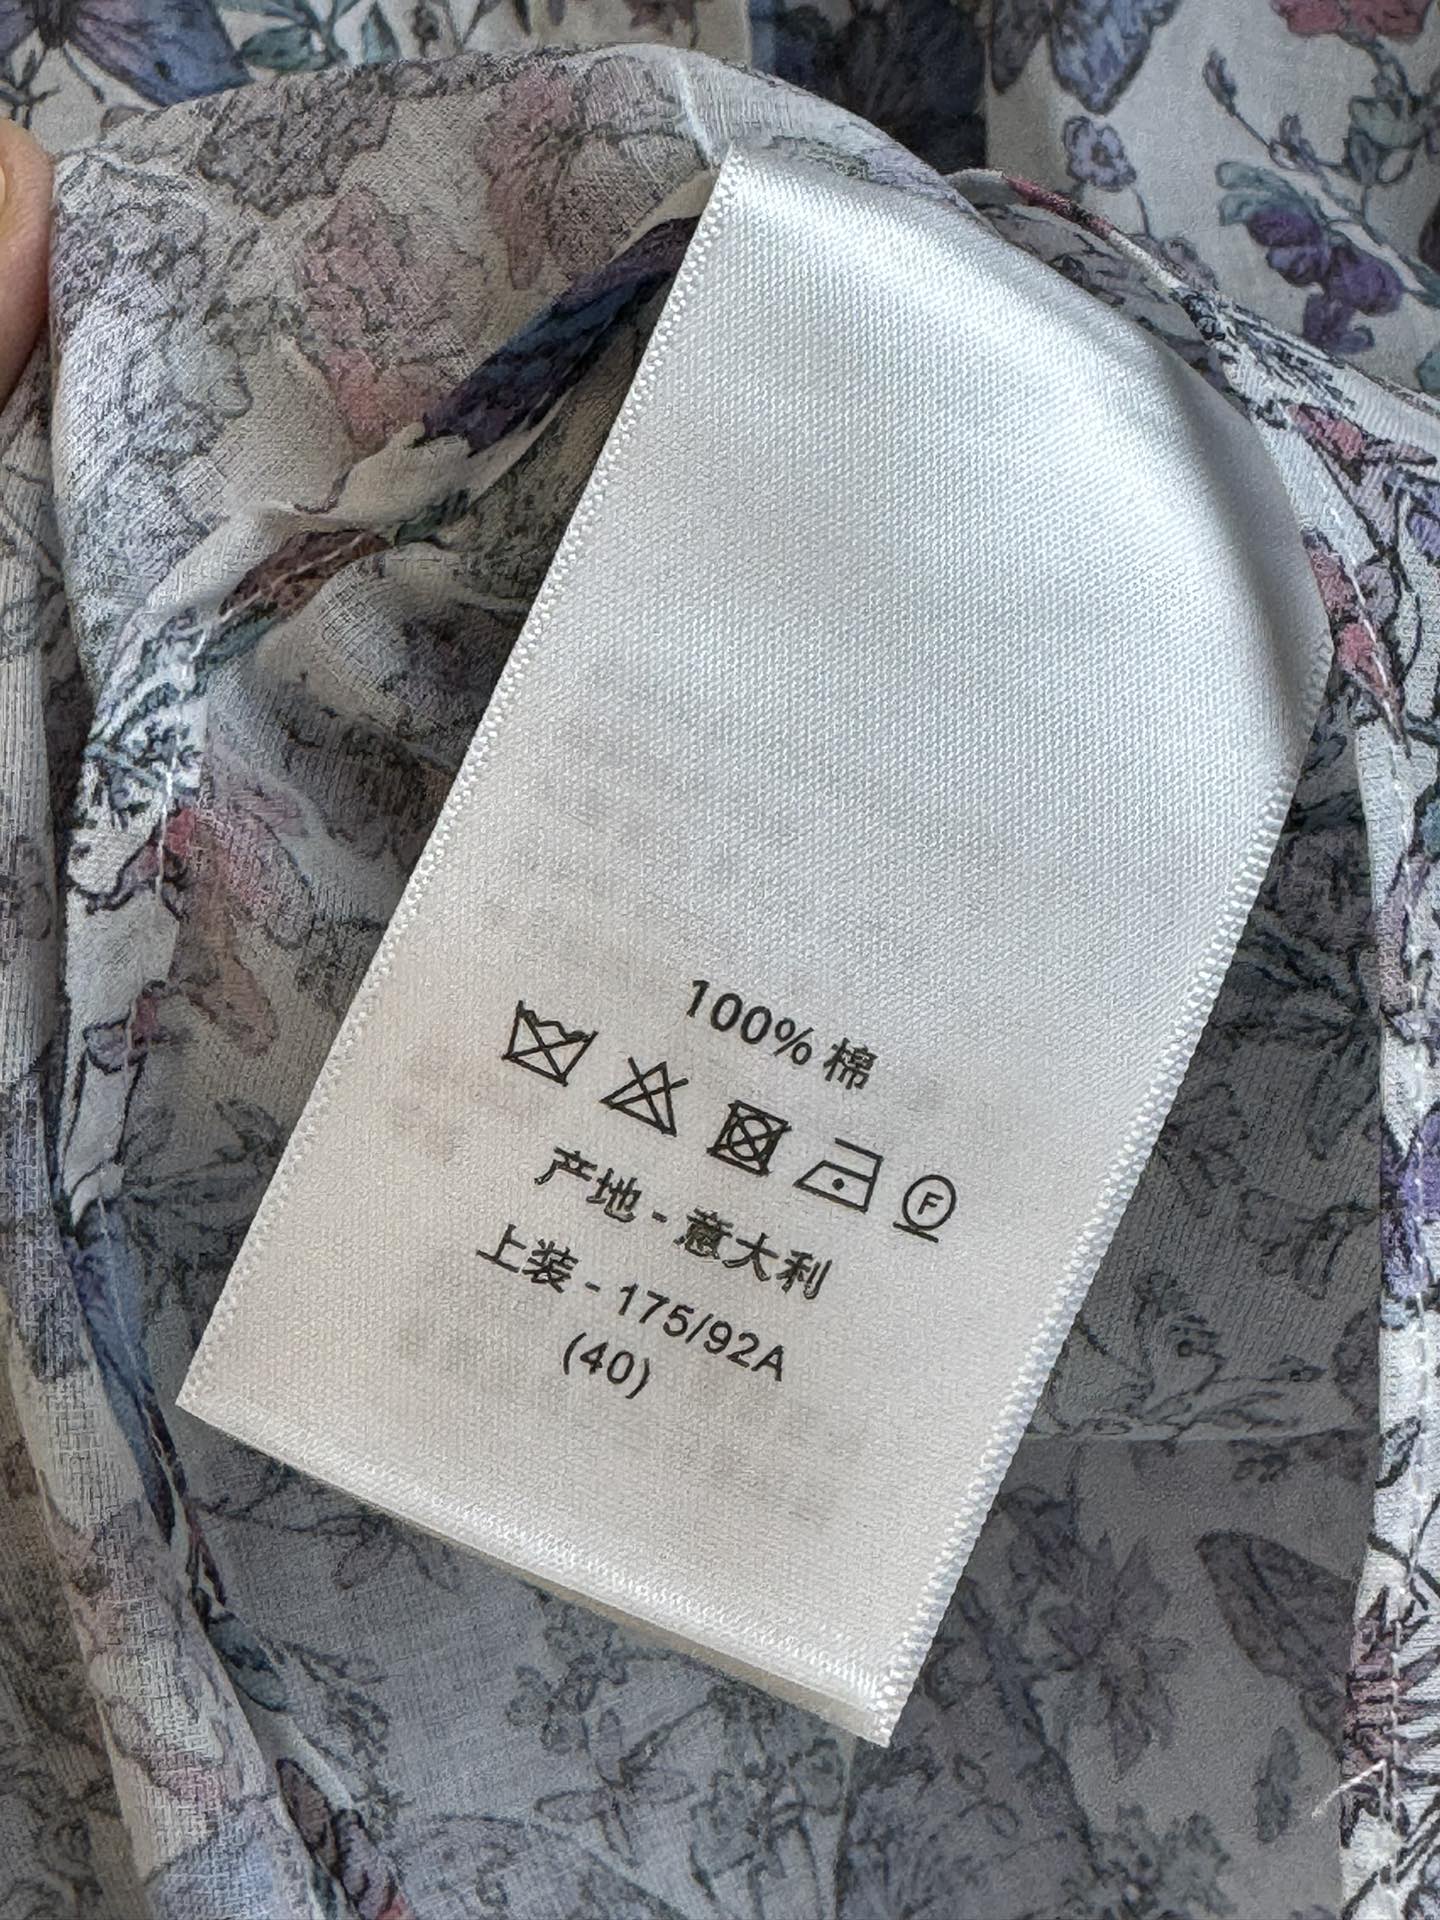 100% 棉
F
产地 - 意大利
上装 - 175/92A
(40)